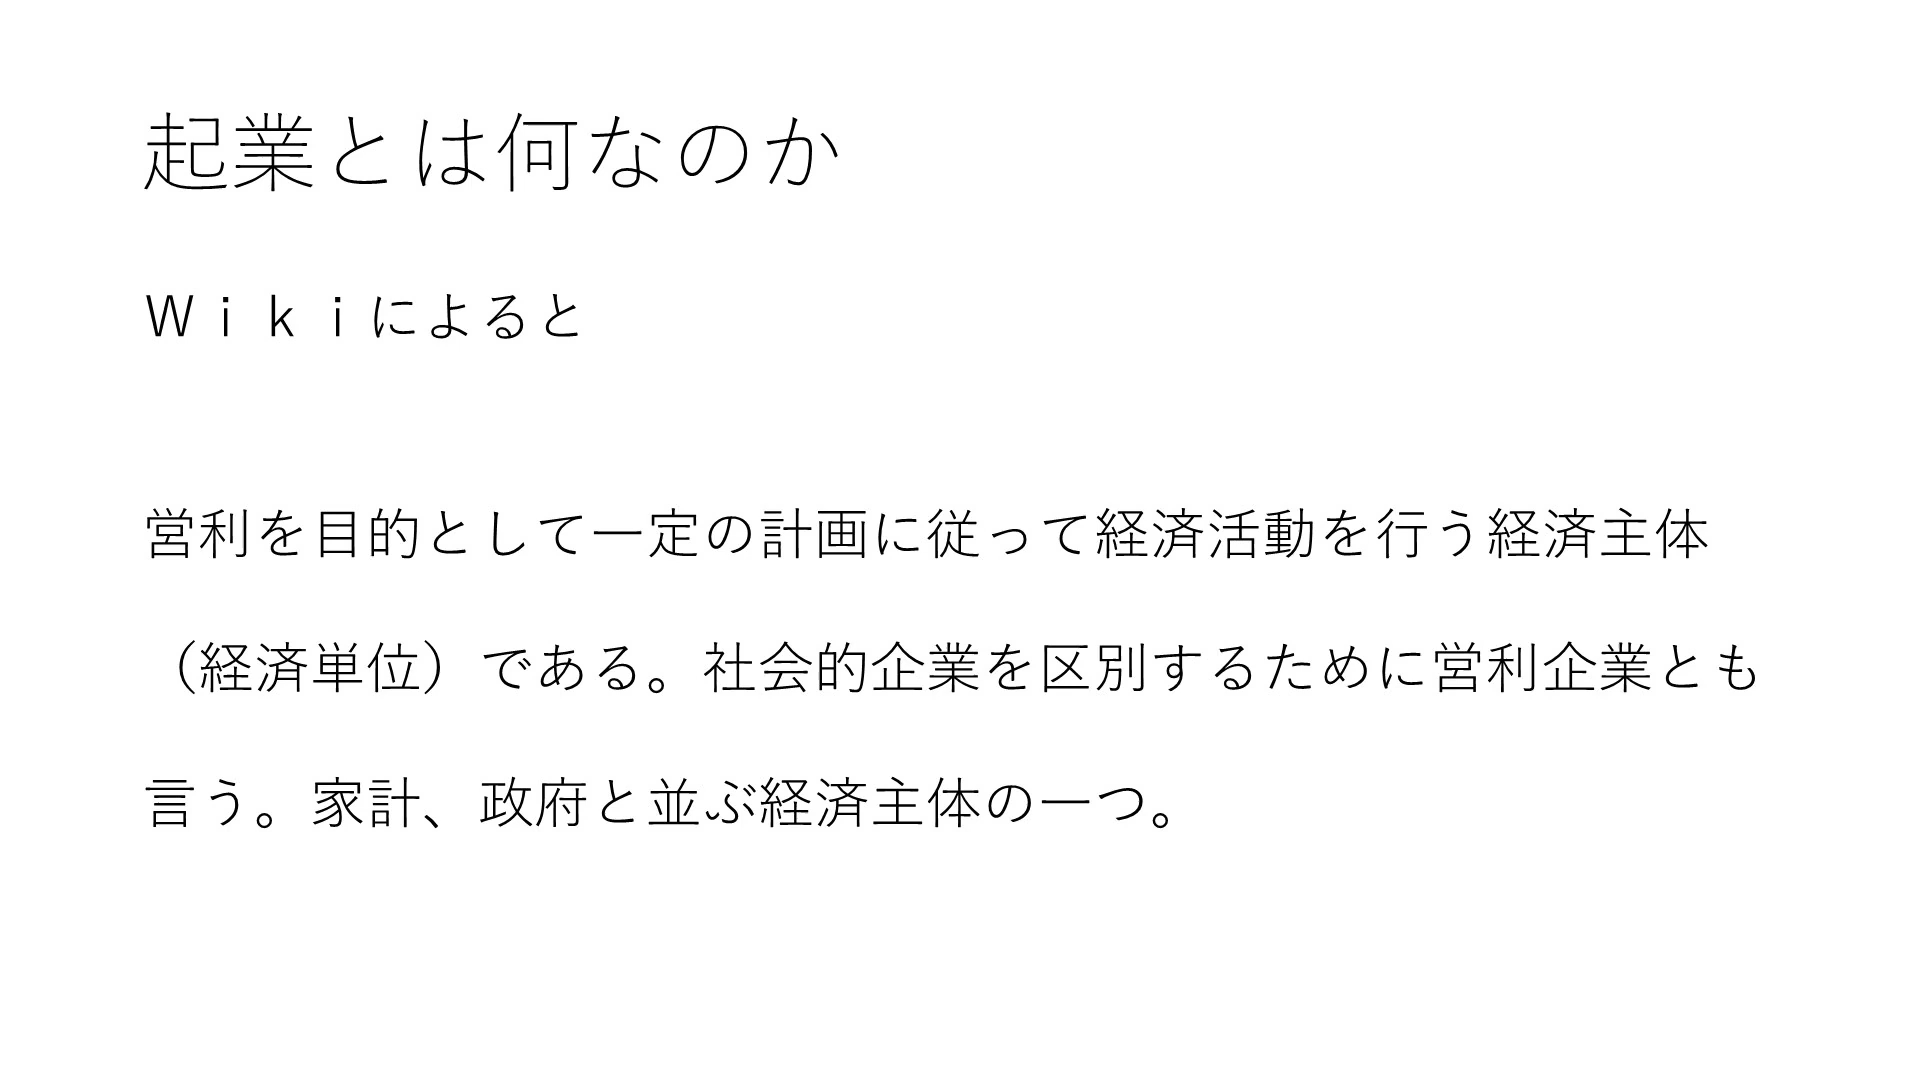 起業とは何なのか
Ｗｉｋｉによると
営利を目的として一定の計画に従って経済活動を行う経済主体
（経済単位）である。社会的企業を区別するために営利企業とも
言う。家計、政府と並ぶ経済主体の一つ。